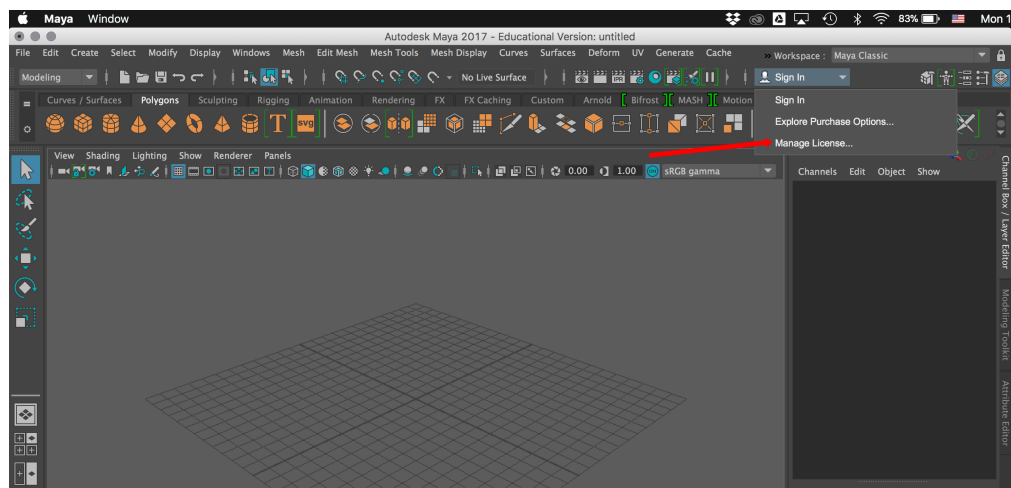 Maya Window 83% Mon 1
Autodesk Maya 2017 - Educational Version: untitled
File Edit Create Select Modify Display Windows Mesh Edit Mesh Mesh Tools Mesh Display Curves Surfaces Deform UV Generate Cache » Workspace : Maya Classic
Modeling No Live Surface Sign In
Curves / Surfaces Polygons Sculpting Rigging Animation Rendering FX FX Caching Custom Arnold Bifrost MASH Motion
Sign In
Explore Purchase Options...
Manage License...
T svg
View Shading Lighting Show Renderer Panels
0.00 1.00 sRGB gamma
Channels Edit Object Show
Channel Box / Layer Editor
Modeling Toolkit
Attribute Editor